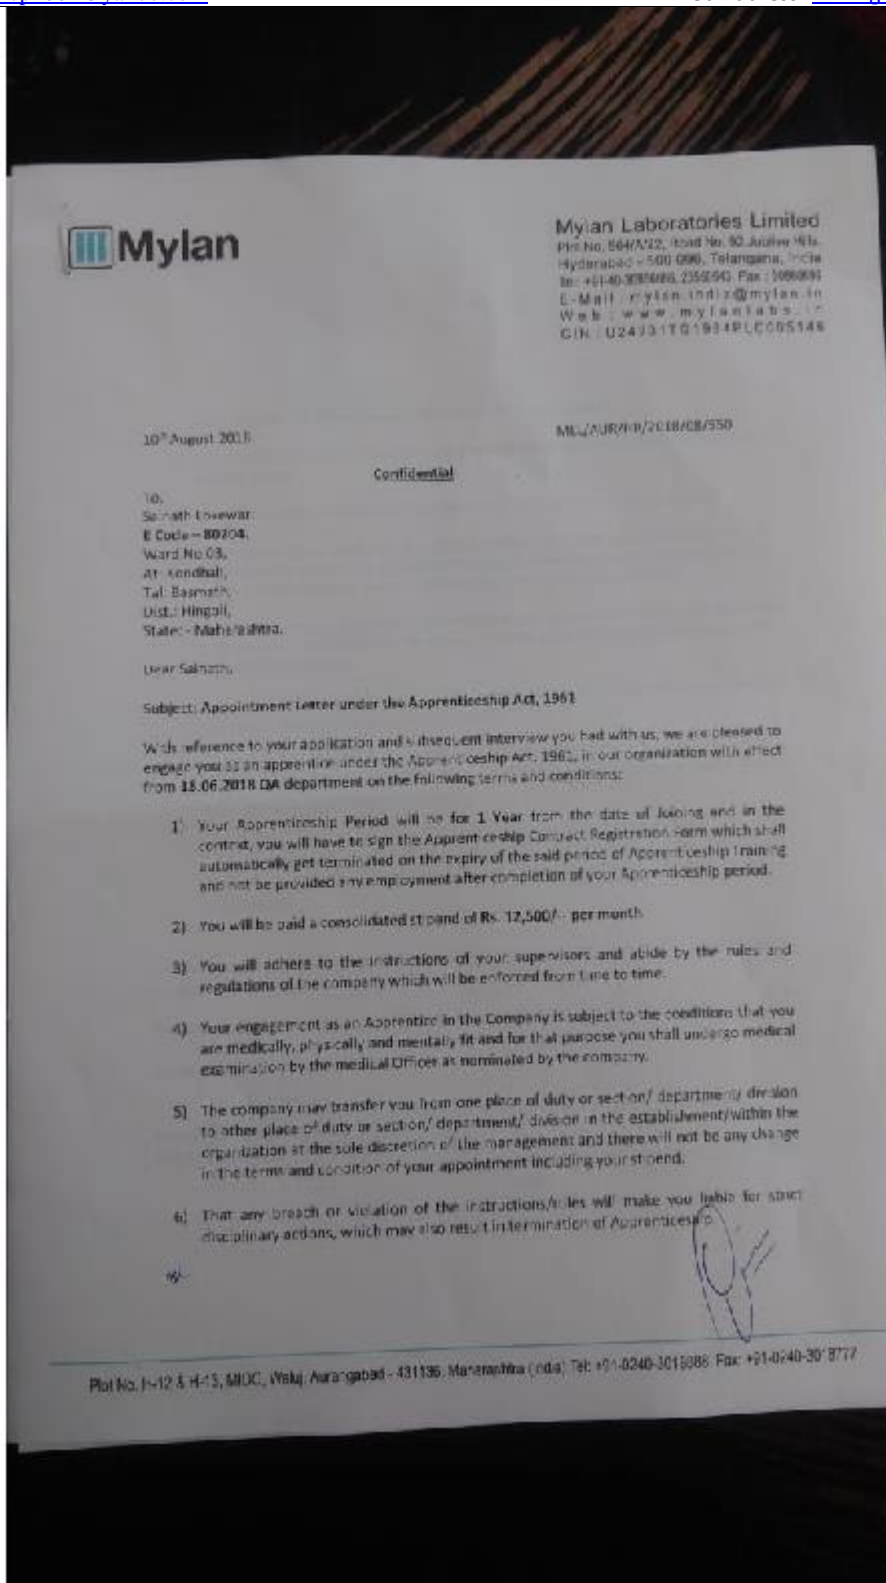 Mylan
Mylan Laboratories Limited
Hyderabad - 500 096, Telangana, India
E-Mail : mylan.india@mylan.in
Web : www.mylanlabs.in
10th August 2018
Confidential
To,
Sainath
E Code – 80204,
Ward No 03,
At
Tal: Basmath,
Dist.: Hingoli,
State: - Maharashtra.
Dear Sainath,
Subject: Appointment Letter under the Apprenticeship Act, 1961
With reference to your application and subsequent interview you had with us, we are pleased to
engage you as an apprentice under the Apprenticeship Act, 1961, in our organization with effect
from 2018 QA department on the following terms and conditions:
1) Your Apprenticeship Period will be for 1 Year from the date of Joining and in the
context, you will have to sign the Apprenticeship Contract Registration Form which shall
automatically get terminated on the expiry of the said period of Apprenticeship Training
and not be provided any employment after completion of your Apprenticeship period.
2) You will be paid a consolidated stipend of Rs. 12,500/- per month
3) You will adhere to the instructions of your supervisors and abide by the rules and
regulations of the company which will be enforced from time to time.
4) Your engagement as an Apprentice in the Company is subject to the conditions that you
are medically, physically and mentally fit and for that purpose you shall undergo medical
examination by the medical Officer as nominated by the company.
5) The company may transfer you from one place of duty or section/ department/ division
to other place of duty or section/ department/ division in the establishment/within the
organization at the sole discretion of the management and there will not be any change
in the terms and condition of your appointment including your stipend.
6) That any breach or violation of the instructions/rules will make you liable for strict
disciplinary actions, which may also result in termination of Apprenticeship
Plot No. H-12 & H-13, MIDC, Waluj, Aurangabad - 431136, Maharashtra (India) Tel: Fax: +91-0240-3018777